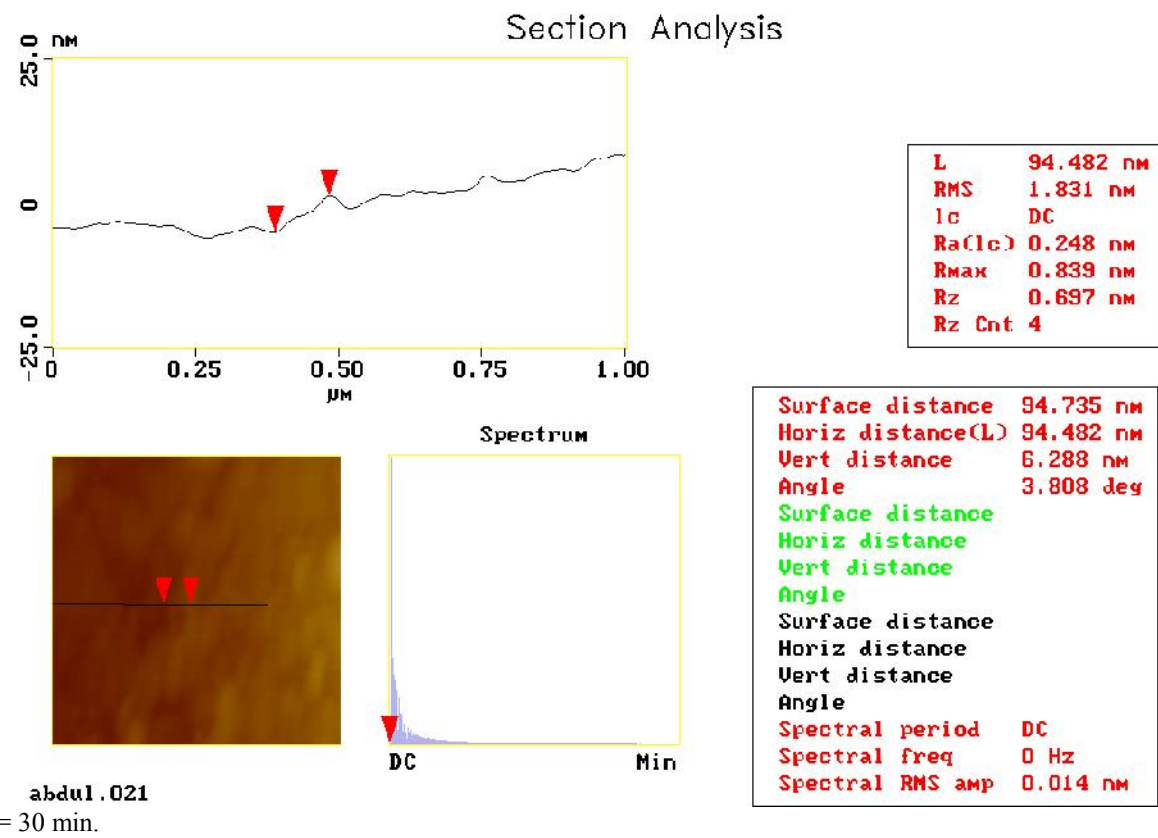 Section Analysis
25.0 nm
0
-25.0
0 0.25 0.50 0.75 1.00
µm
L 94.482 nm
RMS 1.831 nm
lc DC
Ra(lc) 0.248 nm
Rmax 0.839 nm
Rz 0.697 nm
Rz Cnt 4
Spectrum
DC Min
Surface distance 94.735 nm
Horiz distance(L) 94.482 nm
Vert distance 6.288 nm
Angle 3.808 deg
Surface distance
Horiz distance
Vert distance
Angle
Surface distance
Horiz distance
Vert distance
Angle
Spectral period DC
Spectral freq 0 Hz
Spectral RMS amp 0.014 nm
abdul.021
= 30 min.